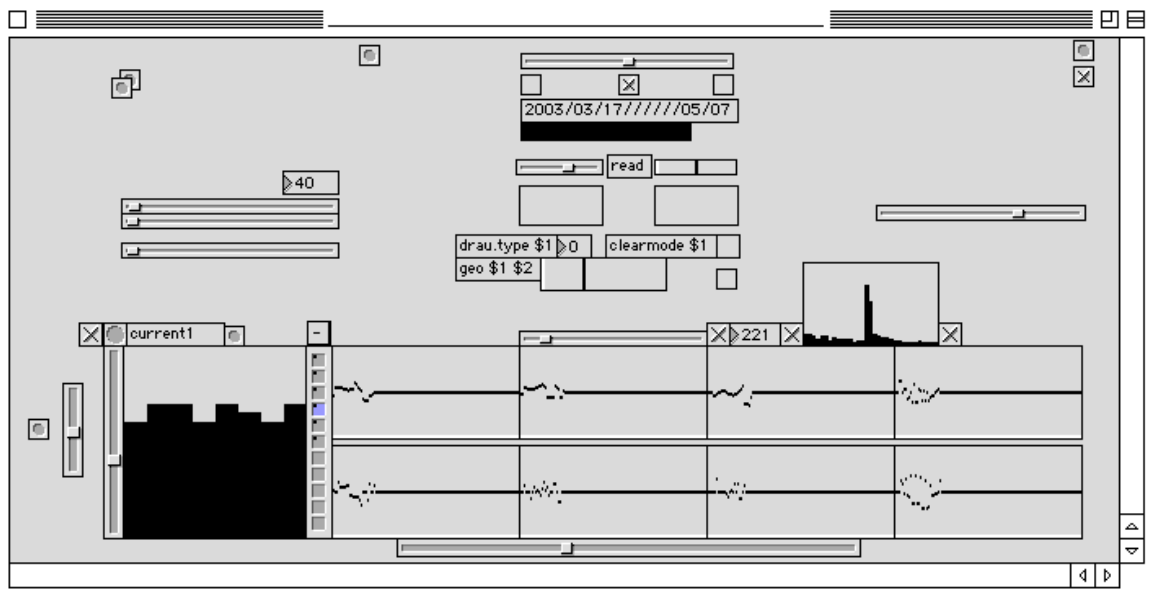 2003/03/17//////05/07
read
40
drau.type $1 0 clearmode $1
geo $1 $2
current1 - 221